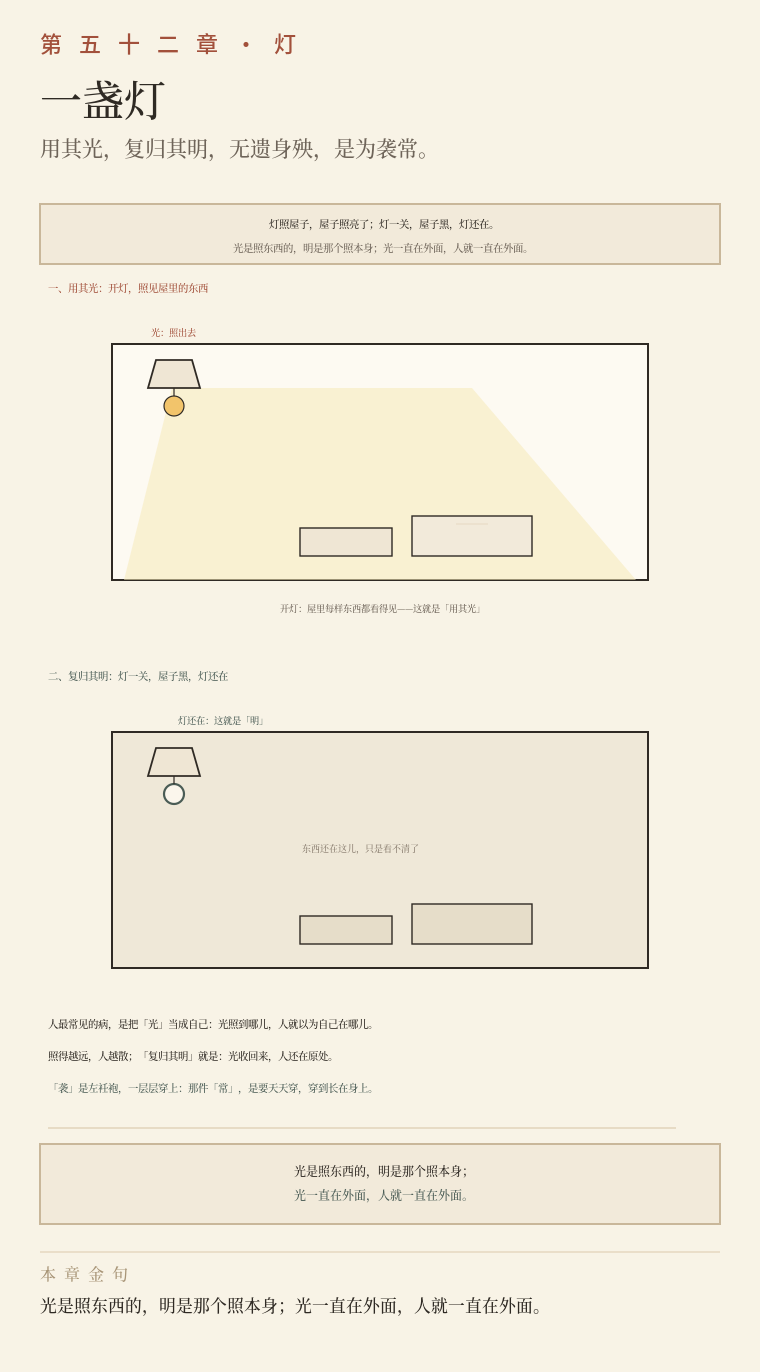 第五十二章·灯
一盏灯
用其光，复归其明，无遗身殃，是为袭常。
灯照屋子，屋子照亮了；灯一关，屋子黑，灯还在。
光是照东西的，明是那个照本身；光一直在外面，人就一直在外面。
一、用其光：开灯，照见屋里的东西
光：照出去
开灯：屋里每样东西都看得见——这就是「用其光」
二、复归其明：灯一关，屋子黑，灯还在
灯还在：这就是「明」
东西还在这儿，只是看不清了
人最常见的病，是把「光」当成自己：光照到哪儿，人就以为自己在哪儿。
照得越远，人越散；「复归其明」就是：光收回来，人还在原处。
「袭」是左衽袍，一层层穿上：那件「常」，是要天天穿，穿到长在身上。
光是照东西的，明是那个照本身；
光一直在外面，人就一直在外面。
本章金句
光是照东西的，明是那个照本身；光一直在外面，人就一直在外面。